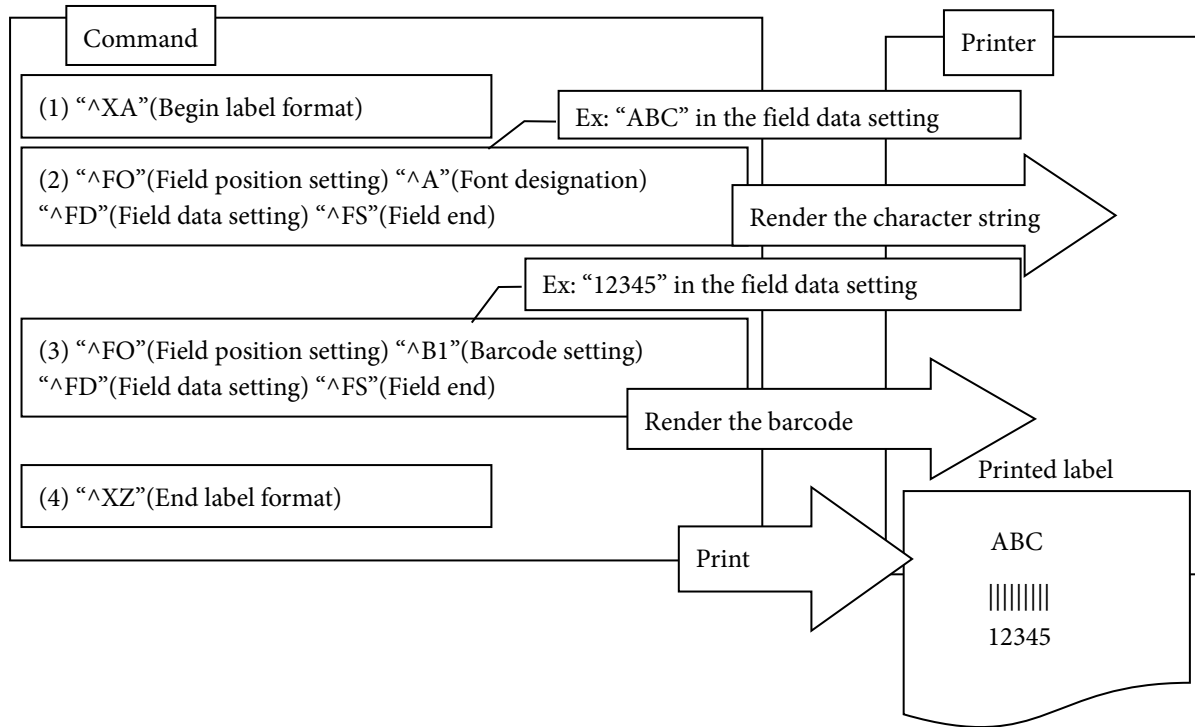 Command
Printer
(1) “^XA”(Begin label format)
Ex: “ABC” in the field data setting
(2) “^FO”(Field position setting) “^A”(Font designation)
“^FD”(Field data setting) “^FS”(Field end)
Render the character string
Ex: “12345” in the field data setting
(3) “^FO”(Field position setting) “^B1”(Barcode setting)
“^FD”(Field data setting) “^FS”(Field end)
Render the barcode
Printed label
(4) “^XZ”(End label format)
Print
ABC
12345